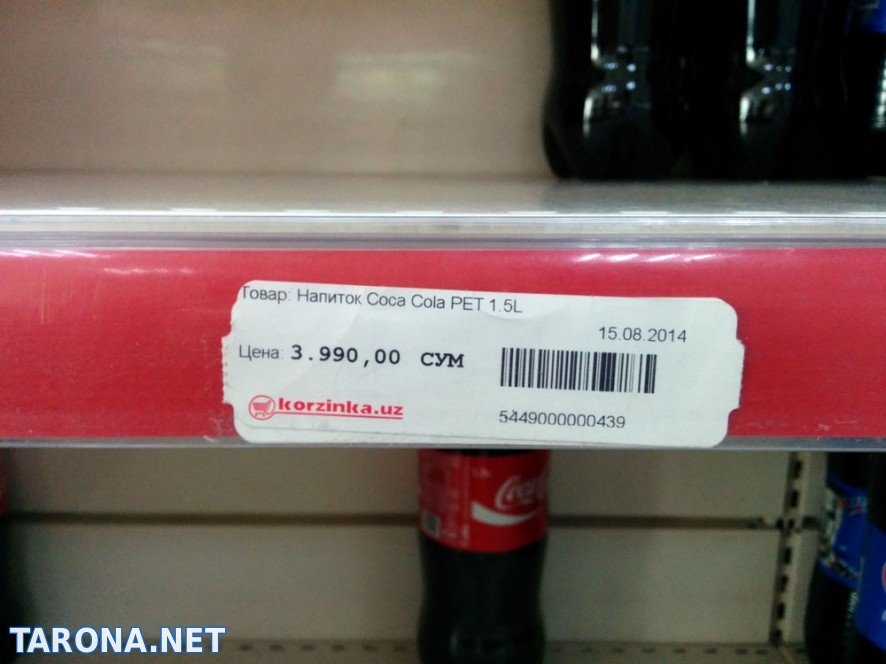 Товар: Напиток Coca Cola PET 1.5L
15.08.2014
Цена: 3.990,00 СУМ
korzinka.uz
5449000000439
TARONA.NET